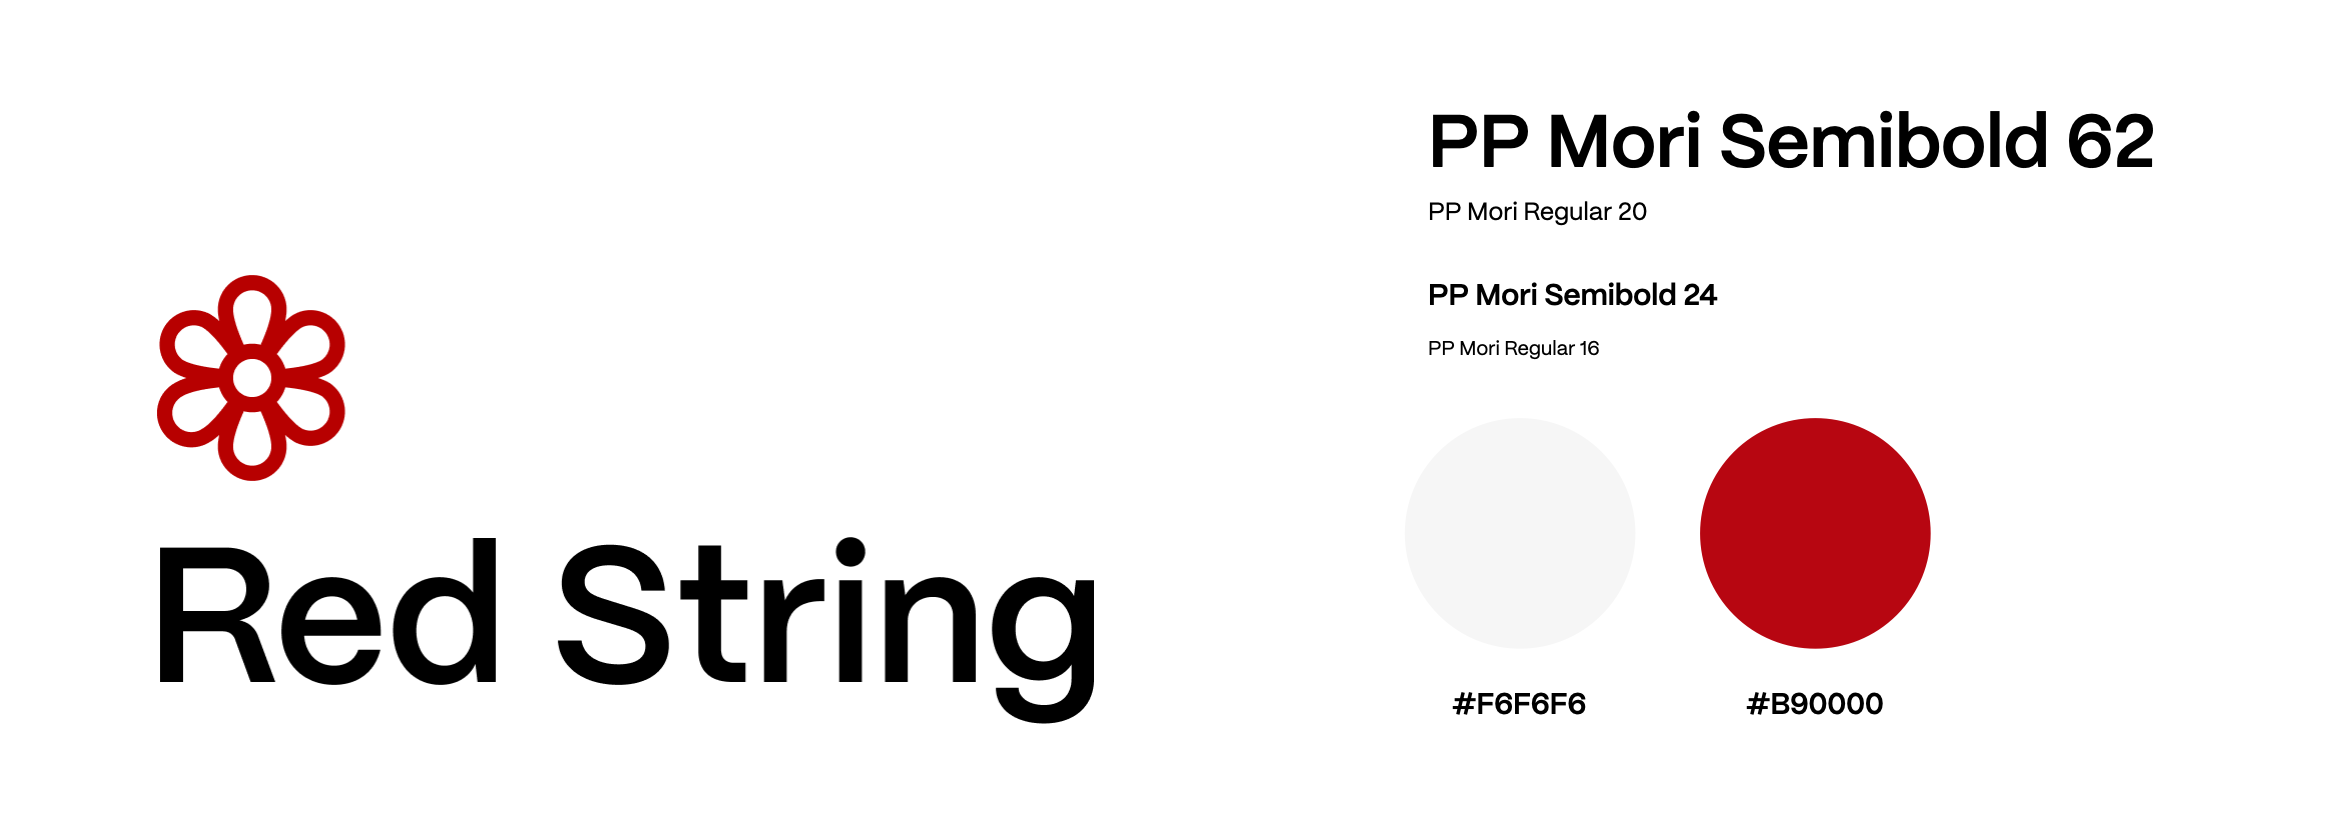 Red String
PP Mori Semibold 62
PP Mori Regular 20
PP Mori Semibold 24
PP Mori Regular 16
#F6F6F6
#B90000